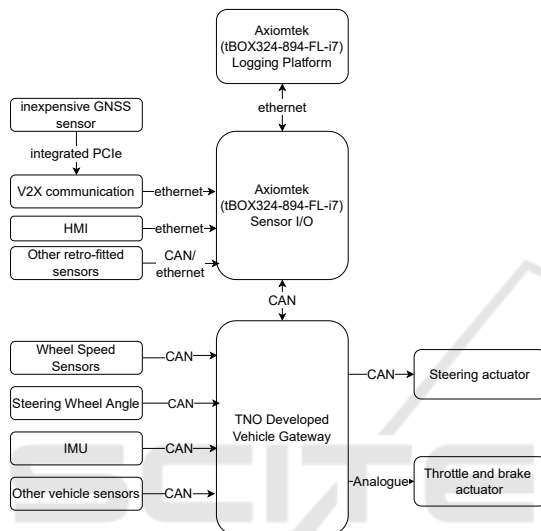 Axiomtek
(tBOX324-894-FL-i7)
Logging Platform
ethernet
inexpensive GNSS
sensor
integrated PCIe
V2X communication
ethernet
HMI
ethernet
Other retro-fitted
sensors
CAN/
ethernet
Axiomtek
(tBOX324-894-FL-i7)
Sensor I/O
CAN
Wheel Speed
Sensors
CAN
Steering Wheel Angle
CAN
IMU
CAN
Other vehicle sensors
CAN
TNO Developed
Vehicle Gateway
CAN
Steering actuator
Analogue
Throttle and brake
actuator
SCITE